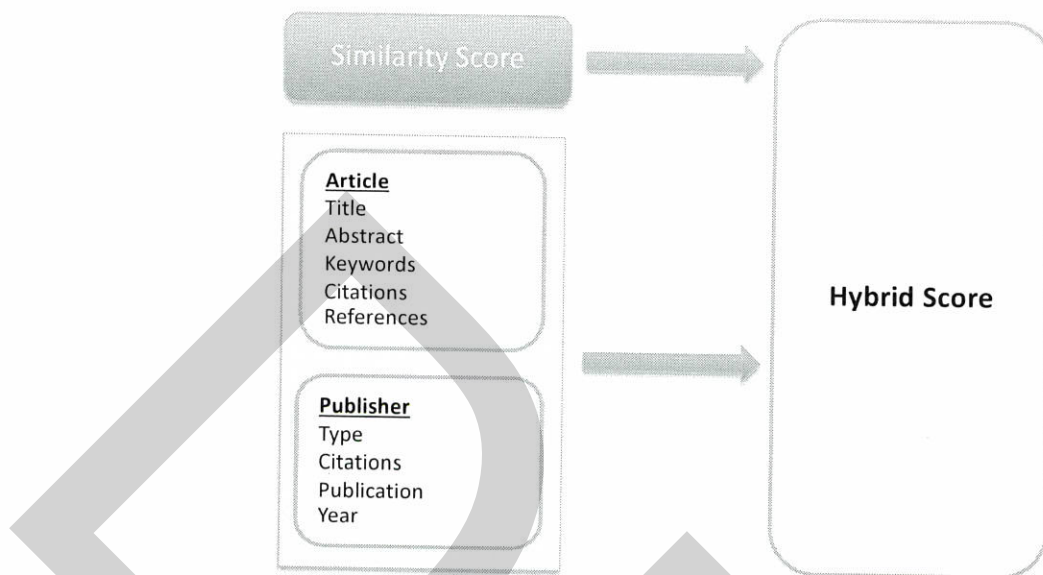 Similarity Score
Article
Title
Abstract
Keywords
Citations
References
Publisher
Type
Citations
Publication
Year
Hybrid Score